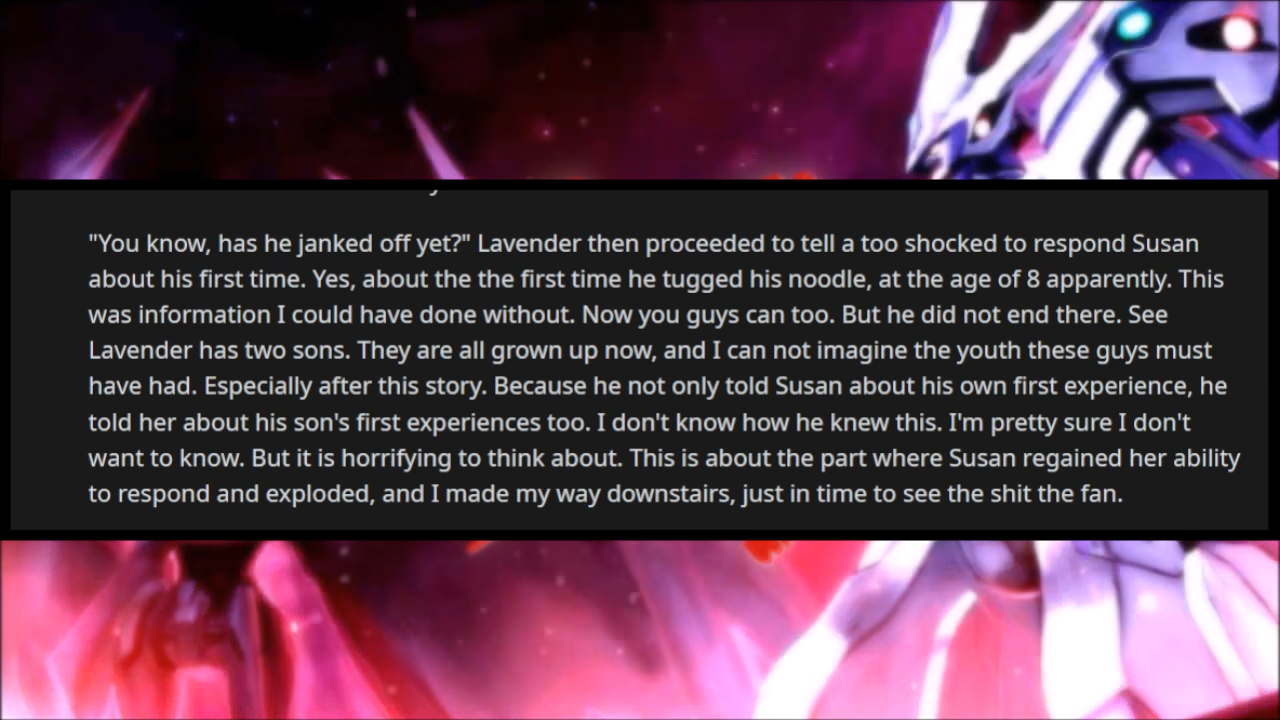 "You know, has he janked off yet?" Lavender then proceeded to tell a too shocked to respond Susan
about his first time. Yes, about the the first time he tugged his noodle, at the age of 8 apparently. This
was information I could have done without. Now you guys can too. But he did not end there. See
Lavender has two sons. They are all grown up now, and I can not imagine the youth these guys must
have had. Especially after this story. Because he not only told Susan about his own first experience, he
told her about his son's first experiences too. I don't know how he knew this. I'm pretty sure I don't
want to know. But it is horrifying to think about. This is about the part where Susan regained her ability
to respond and exploded, and I made my way downstairs, just in time to see the shit the fan.